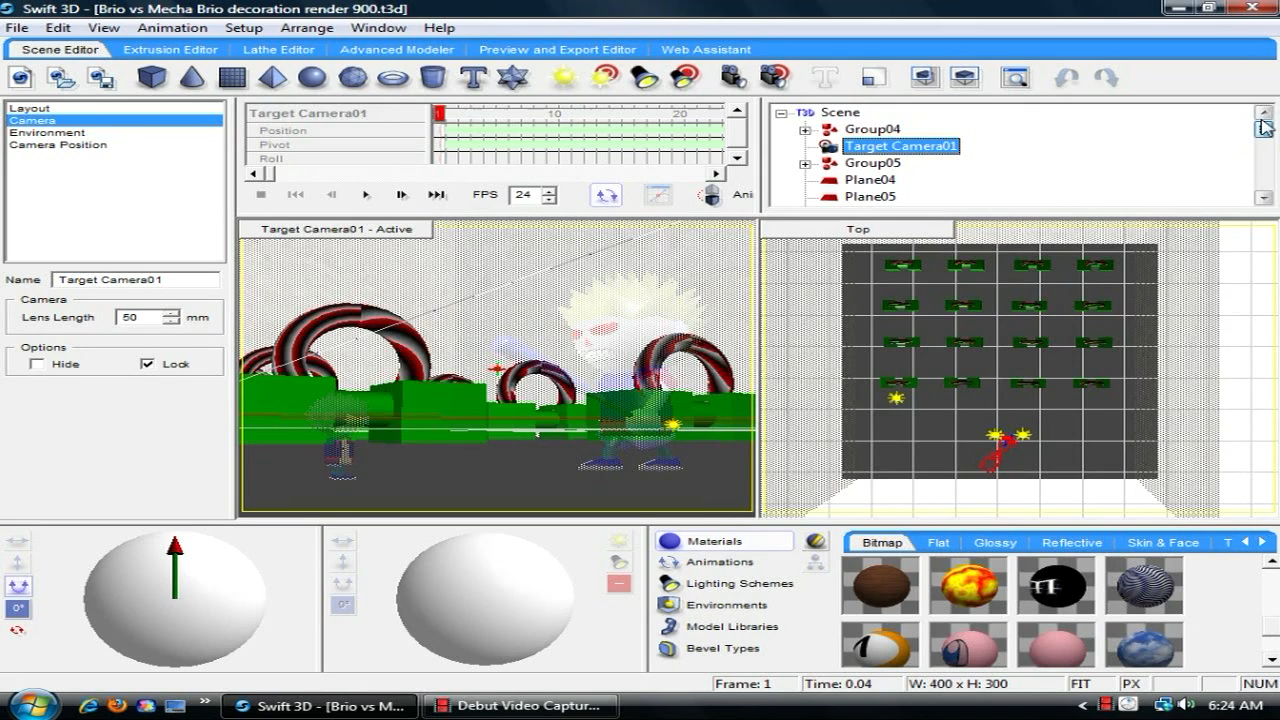 Swift 3D - [Brio vs Mecha Brio decoration render 900.t3d]
File Edit View Animation Setup Arrange Window Help
Scene Editor Extrusion Editor Lathe Editor Advanced Modeler Preview and Export Editor Web Assistant
Layout
Camera
Environment
Camera Position
Name Target Camera01
Camera
Lens Length 50 mm
Options
Hide Lock
Target Camera01 10 20
Position
Pivot
Roll
FPS 24 Ani
T3D Scene
Group04
Target Camera01
Group05
Plane04
Plane05
Target Camera01 - Active
Top
0°
0°
Materials
Animations
Lighting Schemes
Environments
Model Libraries
Bevel Types
Bitmap Flat Glossy Reflective Skin & Face T
Frame: 1 Time: 0.04 W: 400 x H: 300 FIT PX NUM
Swift 3D - [Brio vs M... Debut Video Captur... 6:24 AM